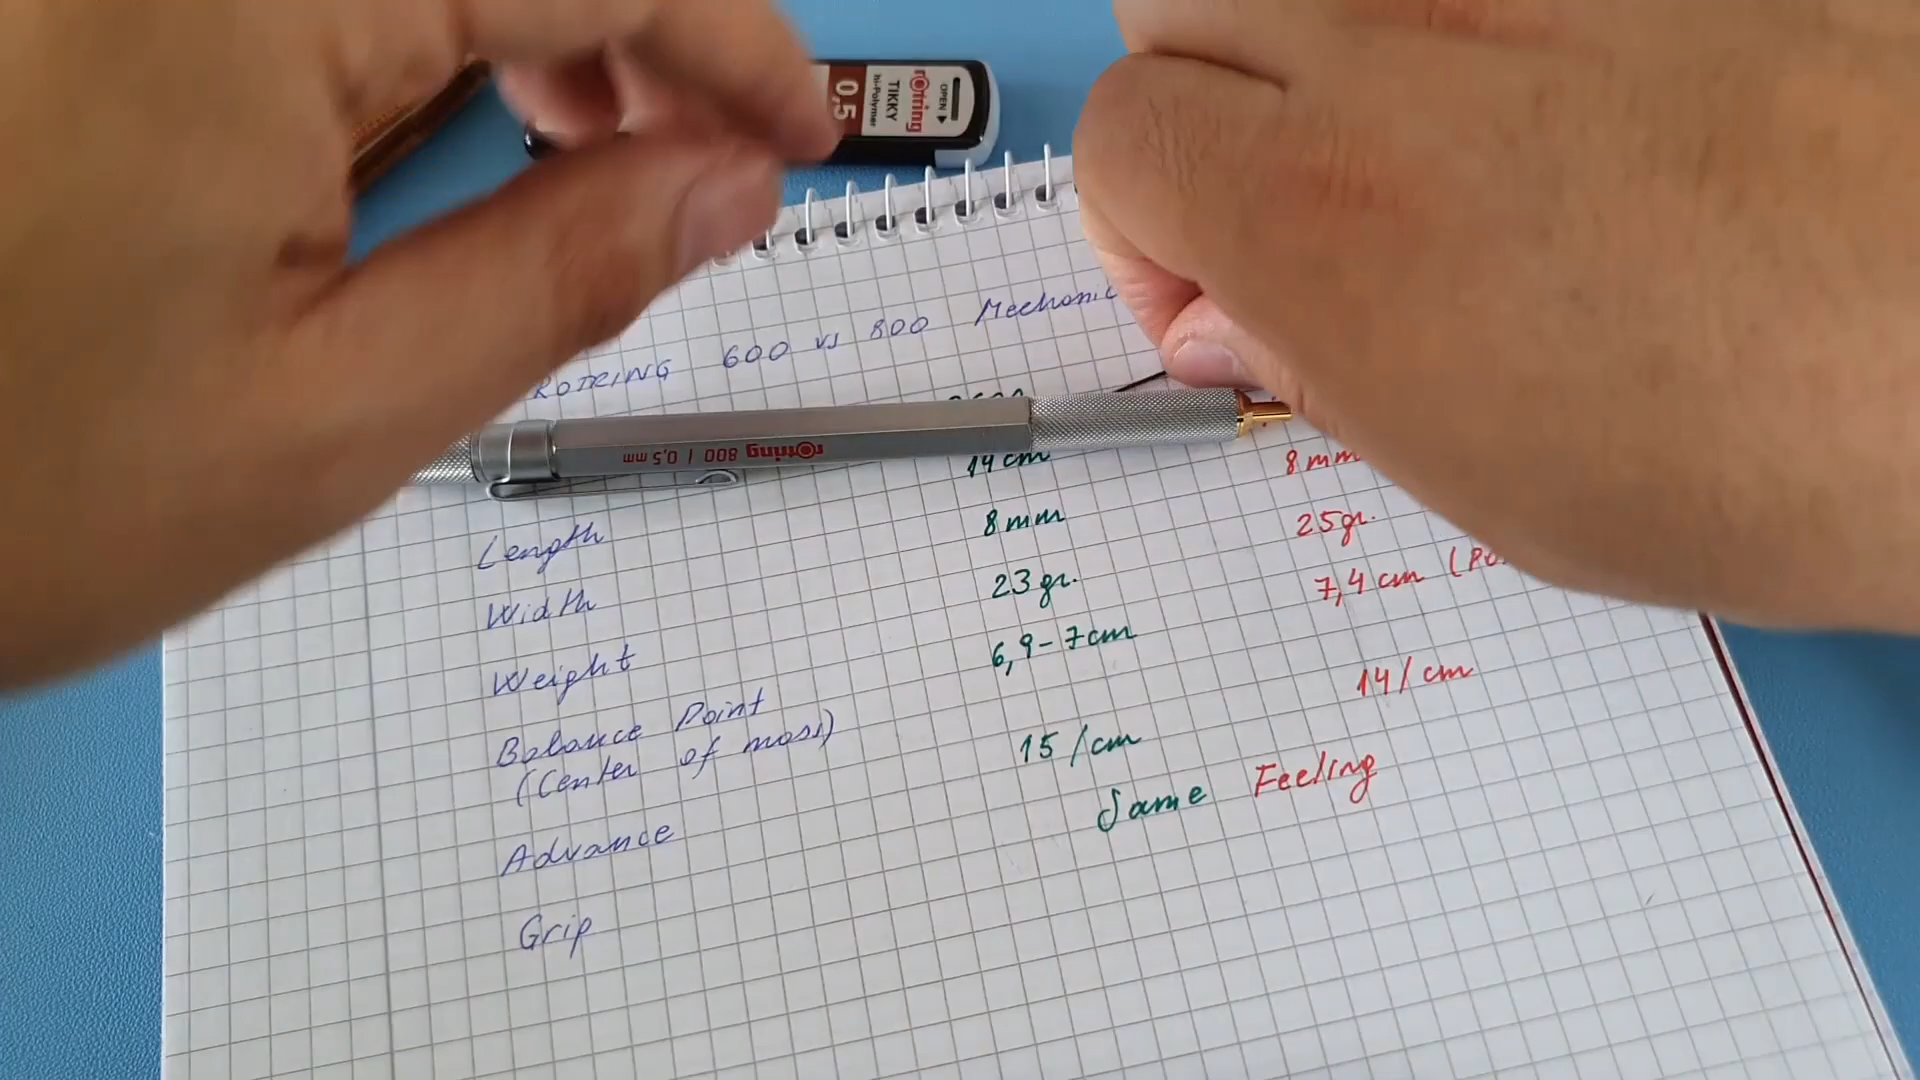 0,5
hi-Polymer
TIKKY
rotring
OPEN
ROTRING 600 vs 800 Mechanic
rotring 800 | 0,5 mm
Length 14 cm
Width 8 mm 8 mm
Weight 23 gr. 25 gr.
Balance Point 6,9-7cm 7,4 cm (Po
(Center of mass)
Advance 15 /cm 14/cm
Grip Same Feeling